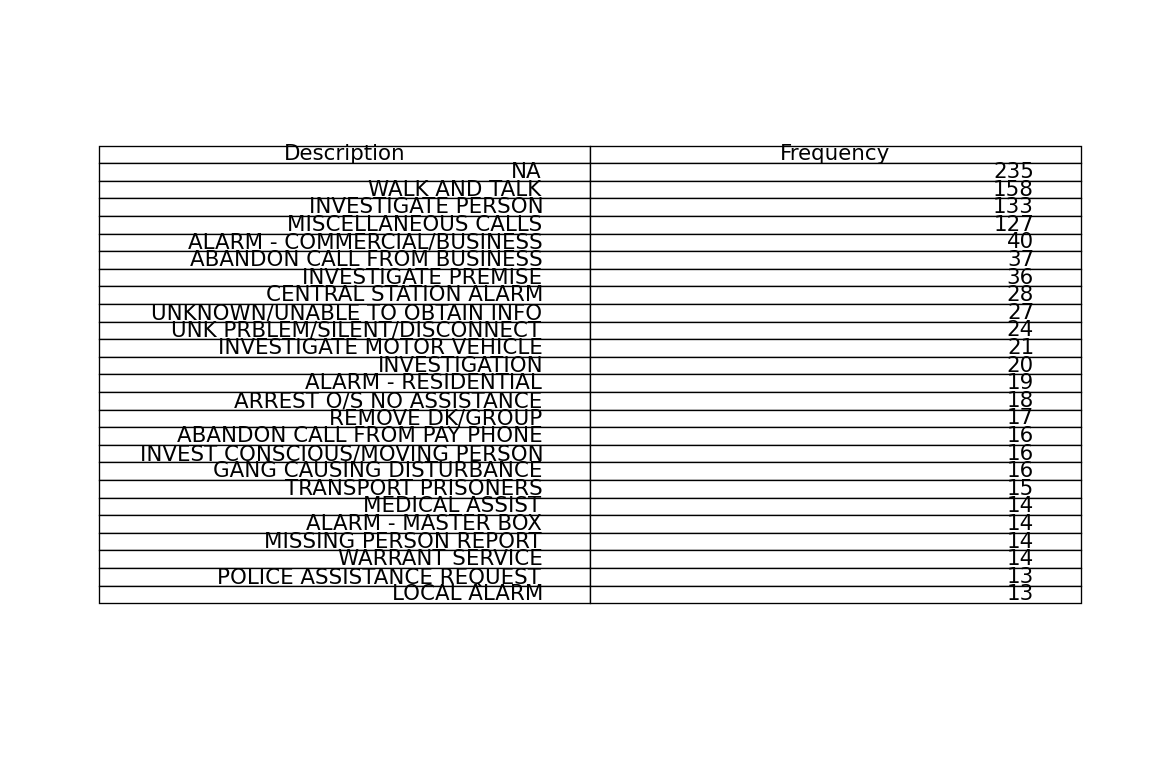 Description Frequency
NA 235
WALK AND TALK 158
INVESTIGATE PERSON 133
MISCELLANEOUS CALLS 127
ALARM - COMMERCIAL/BUSINESS 40
ABANDON CALL FROM BUSINESS 37
INVESTIGATE PREMISE 36
CENTRAL STATION ALARM 28
UNKNOWN/UNABLE TO OBTAIN INFO 27
UNK PRBLEM/SILENT/DISCONNECT 24
INVESTIGATE MOTOR VEHICLE 21
INVESTIGATION 20
ALARM - RESIDENTIAL 19
ARREST O/S NO ASSISTANCE 18
REMOVE DK/GROUP 17
ABANDON CALL FROM PAY PHONE 16
INVEST CONSCIOUS/MOVING PERSON 16
GANG CAUSING DISTURBANCE 16
TRANSPORT PRISONERS 15
MEDICAL ASSIST 14
ALARM - MASTER BOX 14
MISSING PERSON REPORT 14
WARRANT SERVICE 14
POLICE ASSISTANCE REQUEST 13
LOCAL ALARM 13